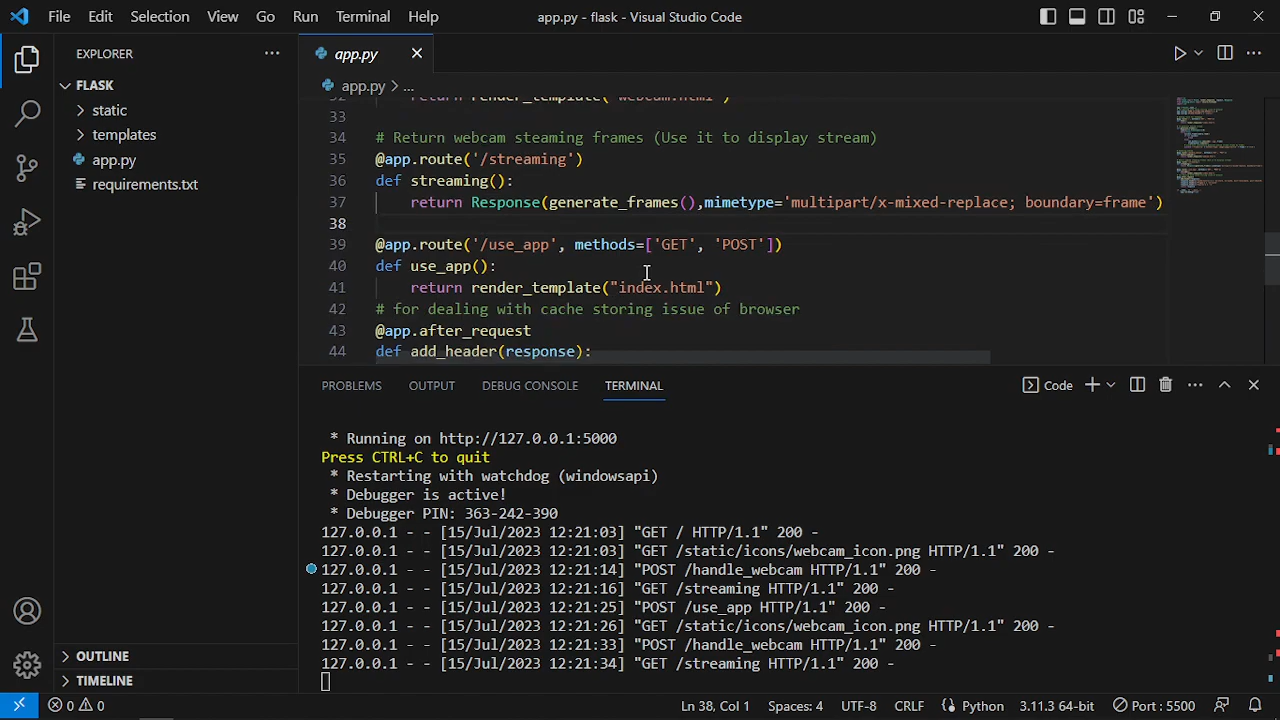 File Edit Selection View Go Run Terminal Help app.py - flask - Visual Studio Code
EXPLORER
app.py
FLASK
app.py > ...
static
templates
app.py
requirements.txt
32 return render_template("webcam.html")
33
34 # Return webcam steaming frames (Use it to display stream)
35 @app.route('/streaming')
36 def streaming():
37 return Response(generate_frames(),mimetype='multipart/x-mixed-replace; boundary=frame')
38
39 @app.route('/use_app', methods=['GET', 'POST'])
40 def use_app():
41 return render_template("index.html")
42 # for dealing with cache storing issue of browser
43 @app.after_request
44 def add_header(response):
PROBLEMS OUTPUT DEBUG CONSOLE TERMINAL Code
* Running on http://127.0.0.1:5000
Press CTRL+C to quit
* Restarting with watchdog (windowsapi)
* Debugger is active!
* Debugger PIN: 363-242-390
127.0.0.1 - - [15/Jul/2023 12:21:03] "GET / HTTP/1.1" 200 -
127.0.0.1 - - [15/Jul/2023 12:21:03] "GET /static/icons/webcam_icon.png HTTP/1.1" 200 -
127.0.0.1 - - [15/Jul/2023 12:21:14] "POST /handle_webcam HTTP/1.1" 200 -
127.0.0.1 - - [15/Jul/2023 12:21:16] "GET /streaming HTTP/1.1" 200 -
127.0.0.1 - - [15/Jul/2023 12:21:25] "POST /use_app HTTP/1.1" 200 -
127.0.0.1 - - [15/Jul/2023 12:21:26] "GET /static/icons/webcam_icon.png HTTP/1.1" 200 -
127.0.0.1 - - [15/Jul/2023 12:21:33] "POST /handle_webcam HTTP/1.1" 200 -
127.0.0.1 - - [15/Jul/2023 12:21:34] "GET /streaming HTTP/1.1" 200 -
OUTLINE
TIMELINE
0 0 Ln 38, Col 1 Spaces: 4 UTF-8 CRLF Python 3.11.3 64-bit Port : 5500